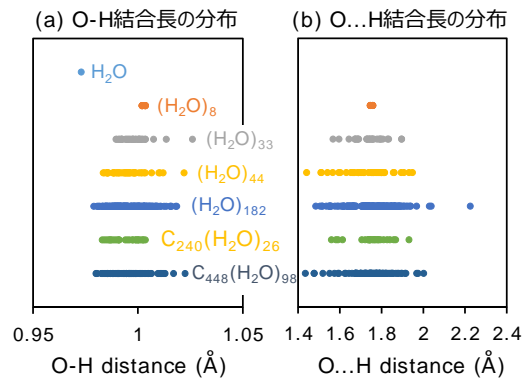 (a) O-H結合長の分布
(b) O…H結合長の分布
H₂O
(H₂O)₈
(H₂O)₃₃
(H₂O)₄₄
(H₂O)₁₈₂
C₂₄₀(H₂O)₂₆
C₄₄₈(H₂O)₉₈
0.95 1 1.05
1.4 1.6 1.8 2 2.2 2.4
O-H distance (Å)
O…H distance (Å)